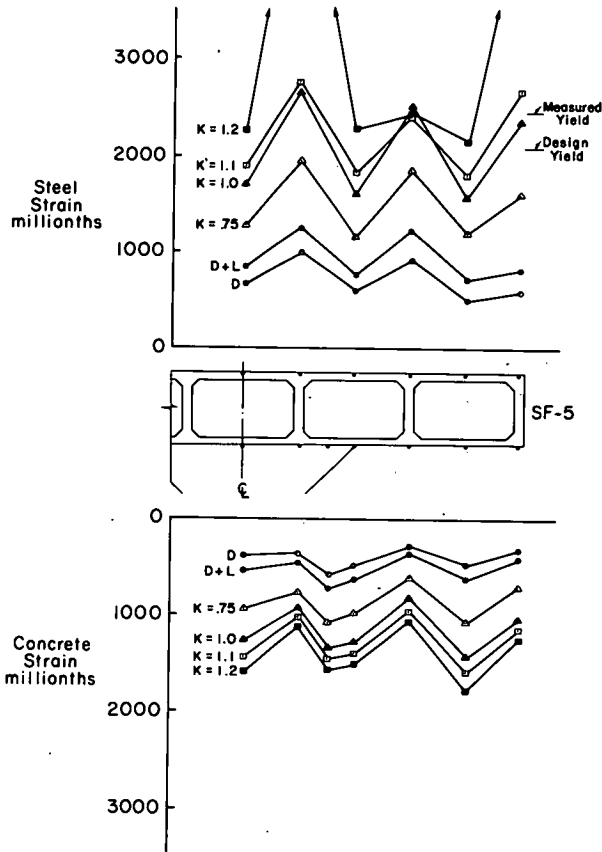 3000
K = 1.2
Measured
Yield
K' = 1.1
2000
Design
Yield
K = 1.0
Steel
Strain
millionths
K = .75
1000
D + L
D
0
SF-5
℄
0
D
D + L
K = .75
1000
K = 1.0
K = 1.1
K = 1.2
Concrete
Strain
millionths
2000
3000